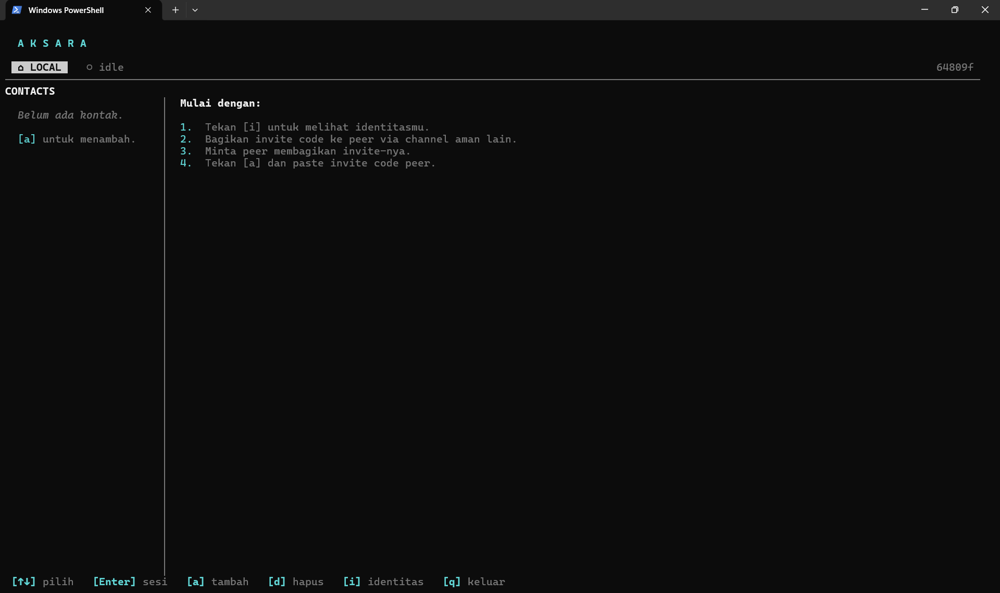 Windows PowerShell
A K S A R A
⌂ LOCAL ○ idle 64809f
CONTACTS
Belum ada kontak.
[a] untuk menambah.
Mulai dengan:
1. Tekan [i] untuk melihat identitasmu.
2. Bagikan invite code ke peer via channel aman lain.
3. Minta peer membagikan invite-nya.
4. Tekan [a] dan paste invite code peer.
[↑↓] pilih [Enter] sesi [a] tambah [d] hapus [i] identitas [q] keluar